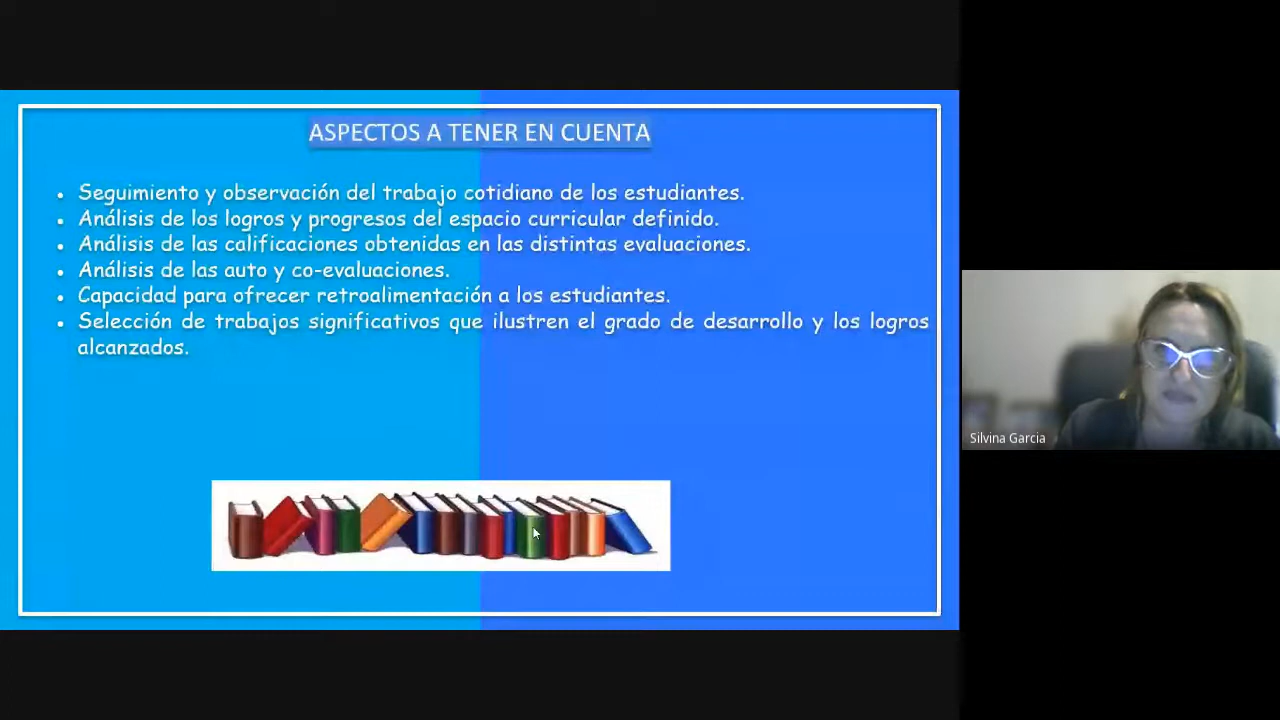 ASPECTOS A TENER EN CUENTA
• Seguimiento y observación del trabajo cotidiano de los estudiantes.
• Análisis de los logros y progresos del espacio curricular definido.
• Análisis de las calificaciones obtenidas en las distintas evaluaciones.
• Análisis de las auto y co-evaluaciones.
• Capacidad para ofrecer retroalimentación a los estudiantes.
• Selección de trabajos significativos que ilustren el grado de desarrollo y los logros
alcanzados.
Silvina Garcia